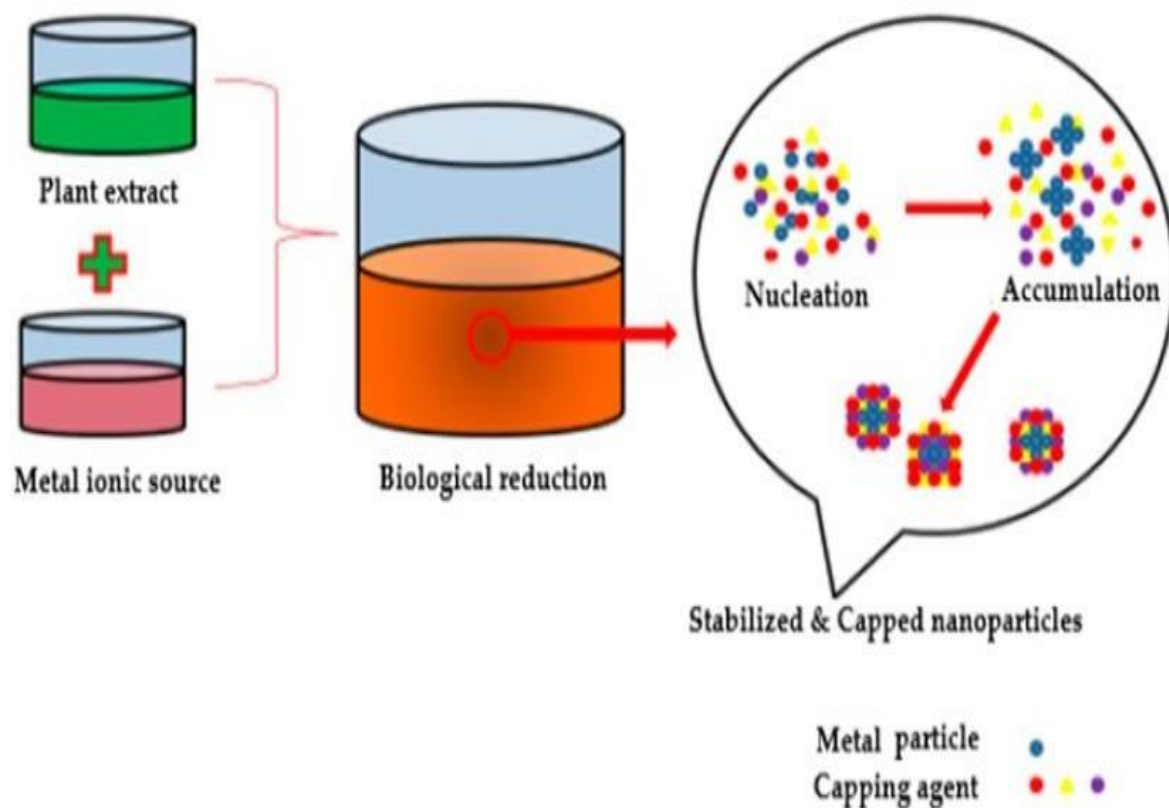 Plant extract
Metal ionic source
Biological reduction
Nucleation
Accumulation
Stabilized & Capped nanoparticles
Metal particle
Capping agent